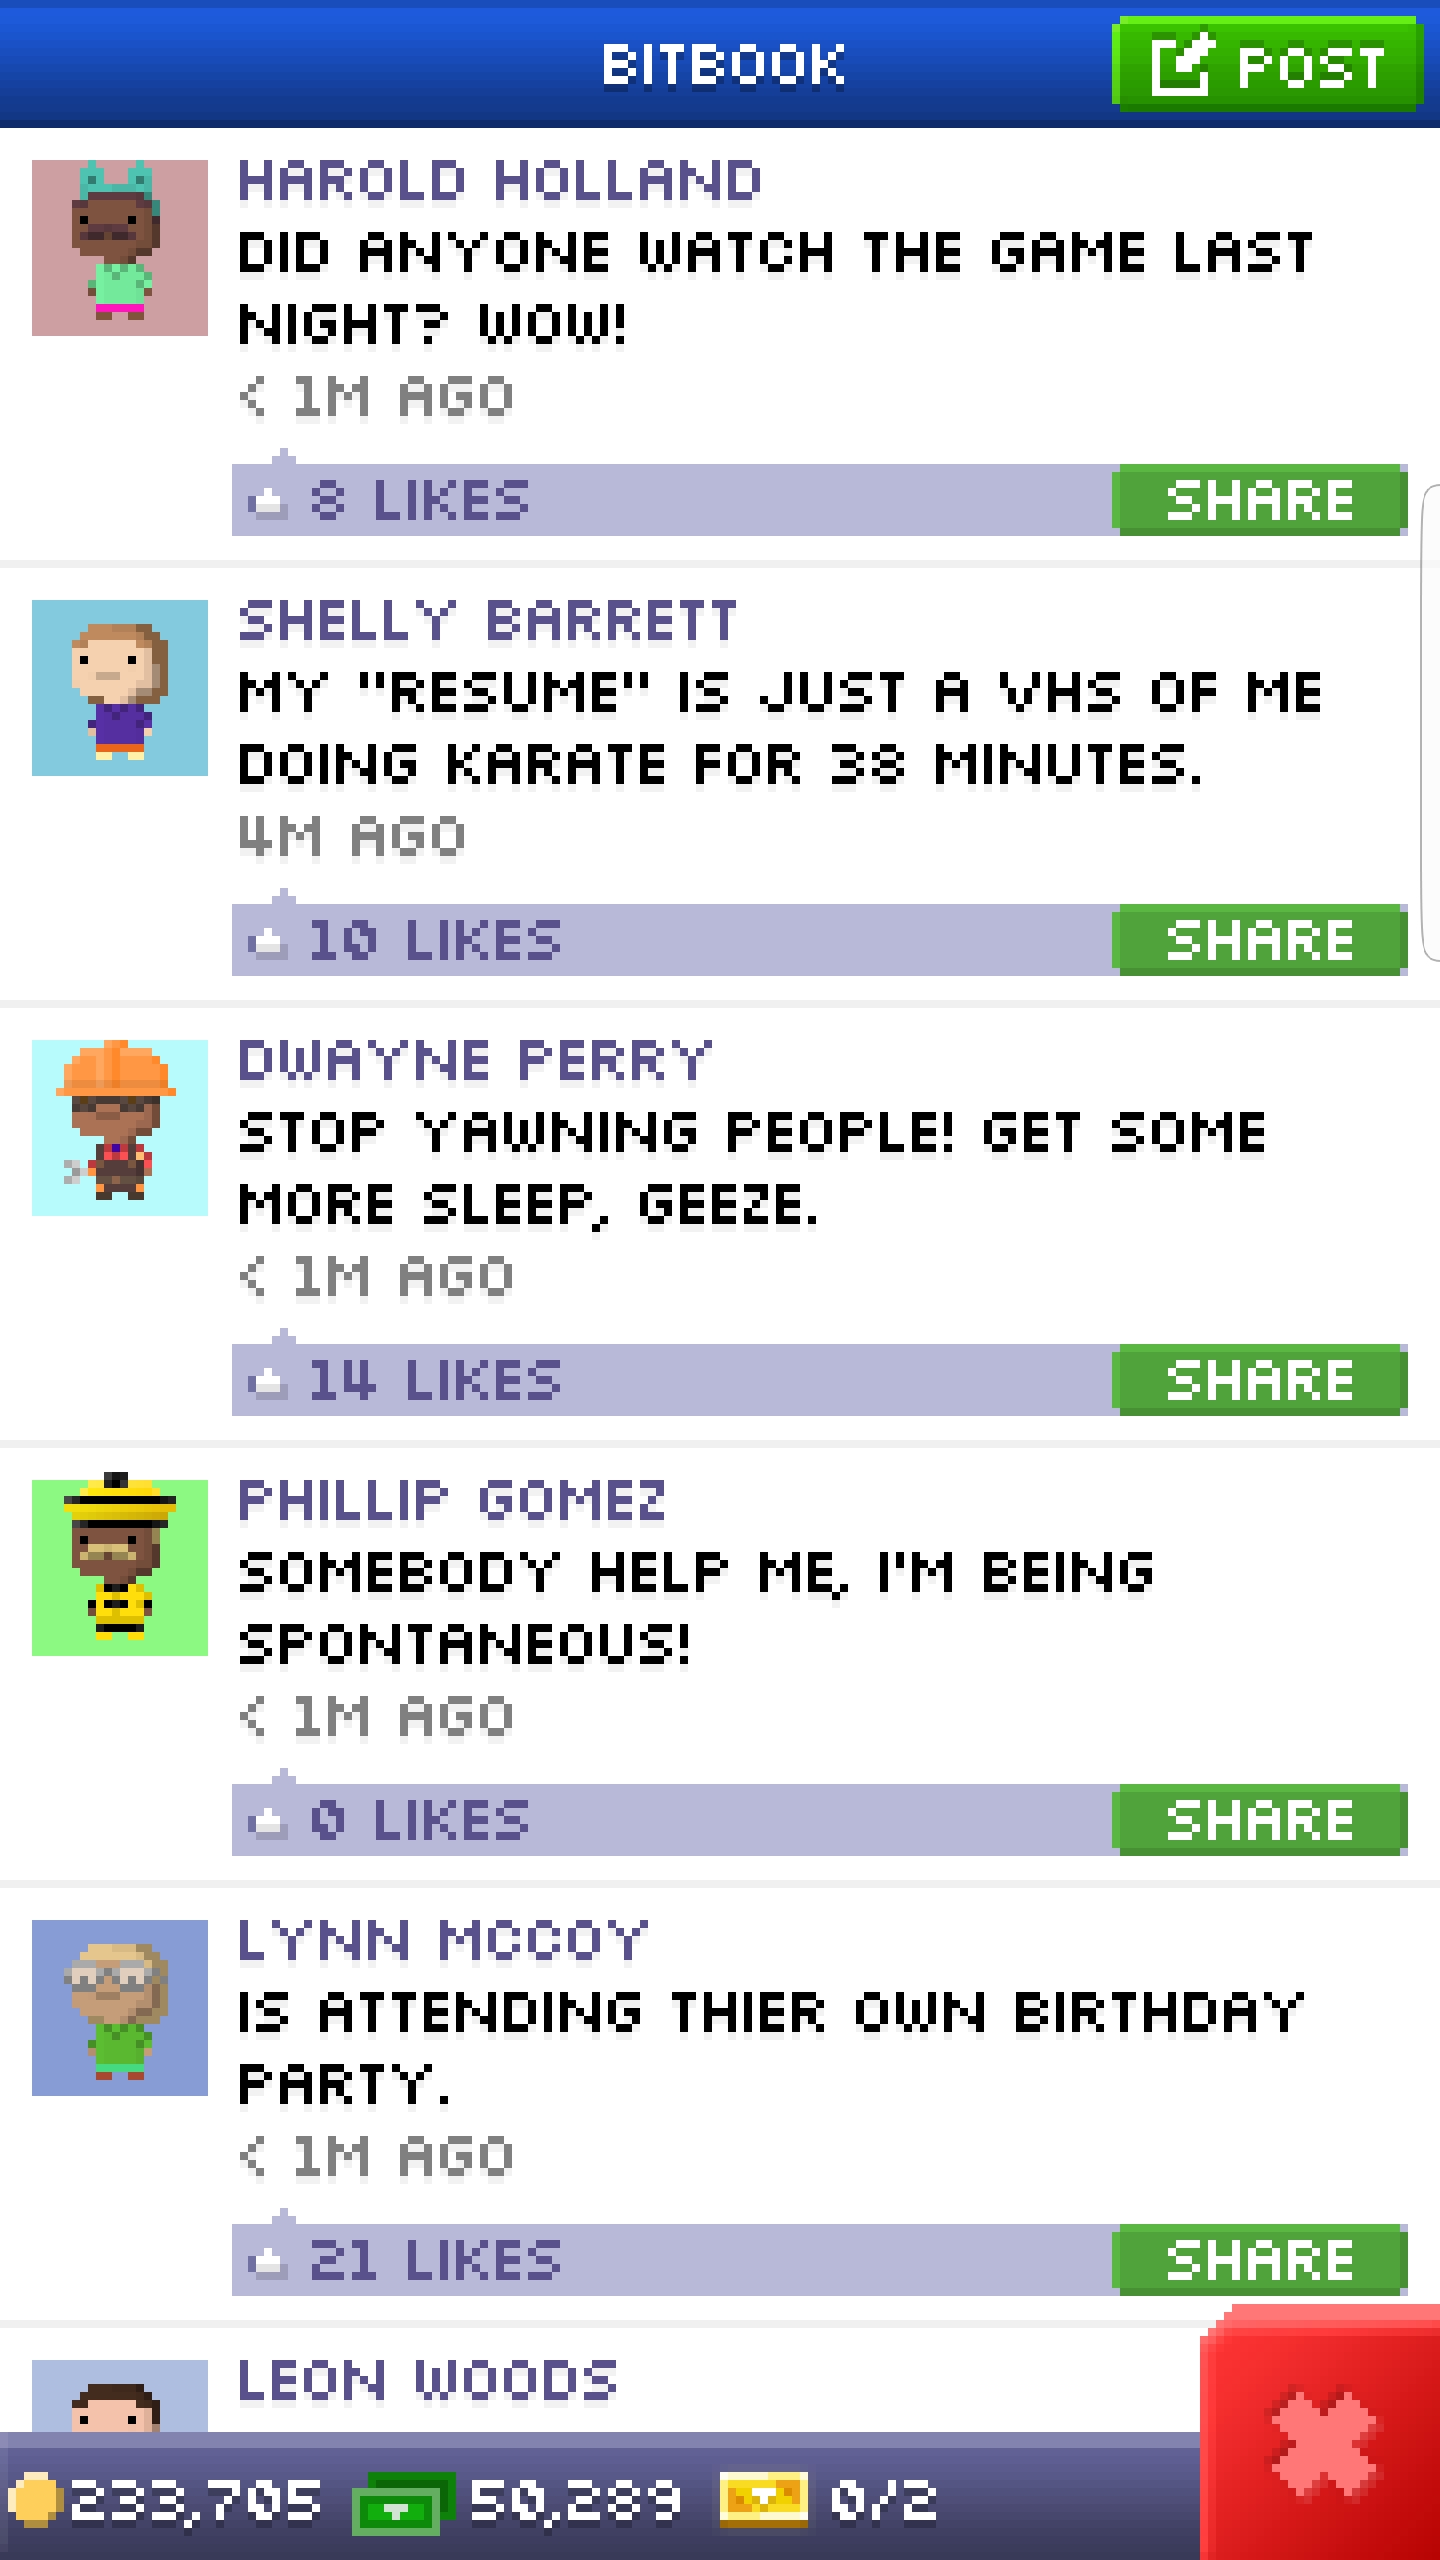 BITBOOK
POST
HAROLD HOLLAND
DID ANYONE WATCH THE GAME LAST
NIGHT? WOW!
< 1M AGO
8 LIKES
SHARE
SHELLY BARRETT
MY "RESUME" IS JUST A VHS OF ME
DOING KARATE FOR 38 MINUTES.
4M AGO
10 LIKES
SHARE
DWAYNE PERRY
STOP YAWNING PEOPLE! GET SOME
MORE SLEEP, GEEZE.
< 1M AGO
14 LIKES
SHARE
PHILLIP GOMEZ
SOMEBODY HELP ME, I'M BEING
SPONTANEOUS!
< 1M AGO
0 LIKES
SHARE
LYNN MCCOY
IS ATTENDING THIER OWN BIRTHDAY
PARTY.
< 1M AGO
21 LIKES
SHARE
LEON WOODS
233,705 50,289 0/2